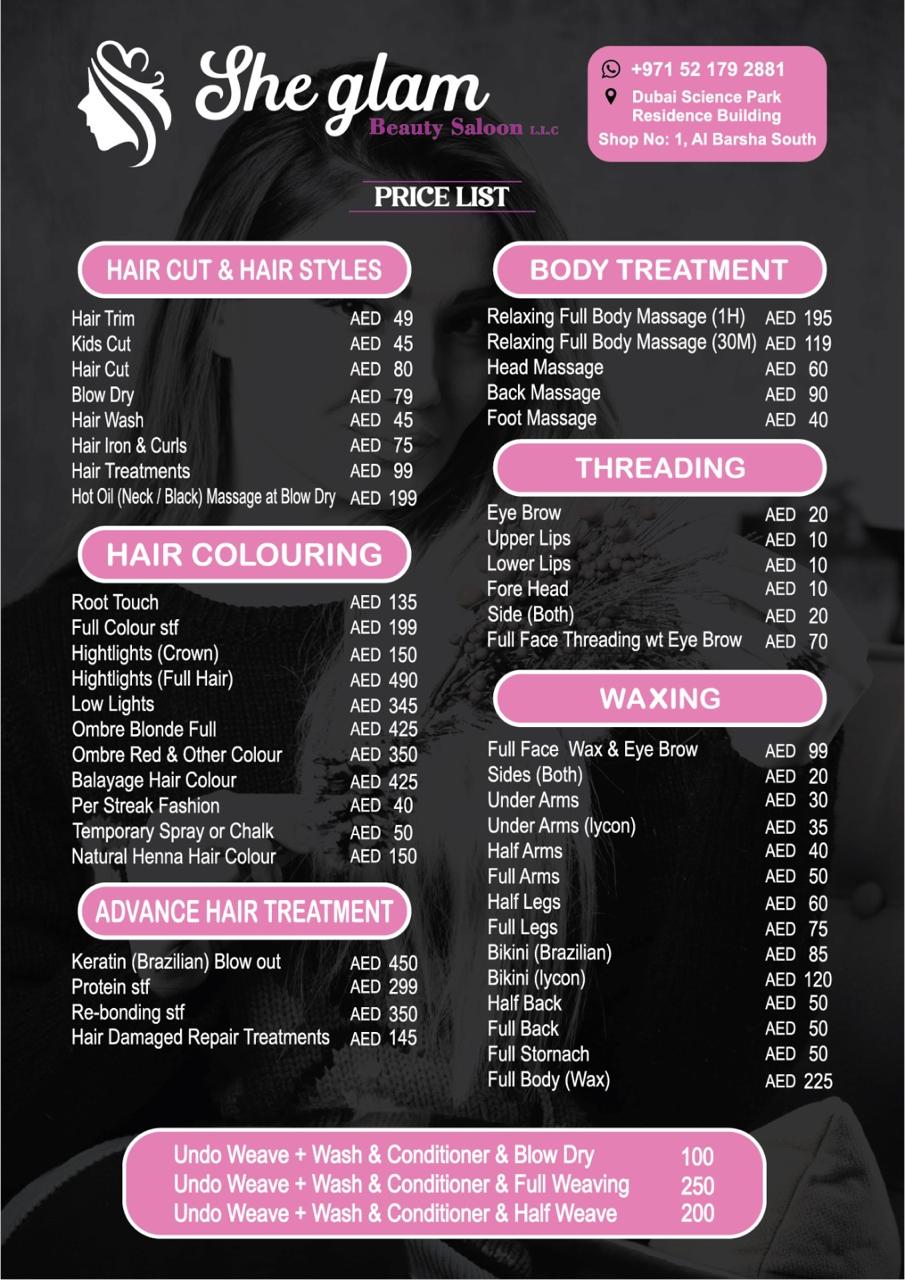 She glam
Beauty Saloon L.L.C
+971 52 179 2881
Dubai Science Park
Residence Building
Shop No: 1, Al Barsha South
PRICE LIST
HAIR CUT & HAIR STYLES
Hair Trim AED 49
Kids Cut AED 45
Hair Cut AED 80
Blow Dry AED 79
Hair Wash AED 45
Hair Iron & Curls AED 75
Hair Treatments AED 99
Hot Oil (Neck / Black) Massage at Blow Dry AED 199
HAIR COLOURING
Root Touch AED 135
Full Colour stf AED 199
Hightlights (Crown) AED 150
Hightlights (Full Hair) AED 490
Low Lights AED 345
Ombre Blonde Full AED 425
Ombre Red & Other Colour AED 350
Balayage Hair Colour AED 425
Per Streak Fashion AED 40
Temporary Spray or Chalk AED 50
Natural Henna Hair Colour AED 150
ADVANCE HAIR TREATMENT
Keratin (Brazilian) Blow out AED 450
Protein stf AED 299
Re-bonding stf AED 350
Hair Damaged Repair Treatments AED 145
BODY TREATMENT
Relaxing Full Body Massage (1H) AED 195
Relaxing Full Body Massage (30M) AED 119
Head Massage AED 60
Back Massage AED 90
Foot Massage AED 40
THREADING
Eye Brow AED 20
Upper Lips AED 10
Lower Lips AED 10
Fore Head AED 10
Side (Both) AED 20
Full Face Threading wt Eye Brow AED 70
WAXING
Full Face Wax & Eye Brow AED 99
Sides (Both) AED 20
Under Arms AED 30
Under Arms (lycon) AED 35
Half Arms AED 40
Full Arms AED 50
Half Legs AED 60
Full Legs AED 75
Bikini (Brazilian) AED 85
Bikini (lycon) AED 120
Half Back AED 50
Full Back AED 50
Full Stornach AED 50
Full Body (Wax) AED 225
Undo Weave + Wash & Conditioner & Blow Dry 100
Undo Weave + Wash & Conditioner & Full Weaving 250
Undo Weave + Wash & Conditioner & Half Weave 200